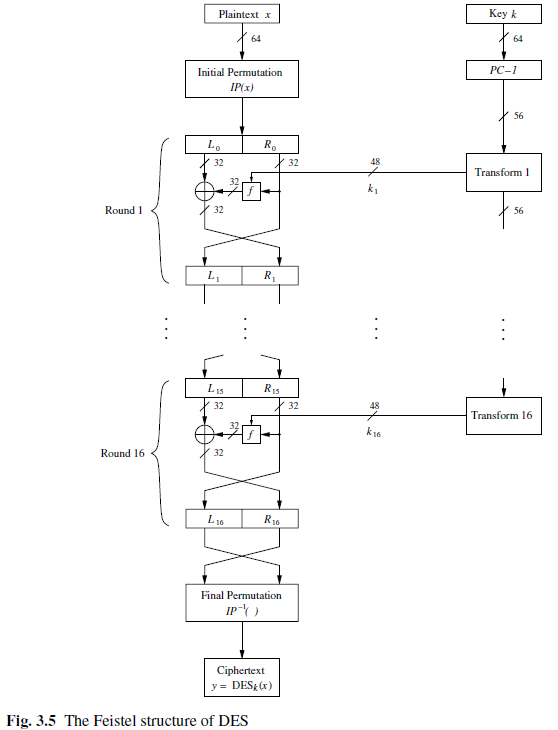 Plaintext x
Key k
64
64
Initial Permutation
IP(x)
PC–1
56
L0 R0
32
32
48
Transform 1
32
f
k1
Round 1
32
56
L1 R1
L15 R15
32
32
48
Transform 16
32
f
k16
Round 16
32
L16 R16
Final Permutation
IP⁻¹( )
Ciphertext
y = DESk(x)
Fig. 3.5 The Feistel structure of DES